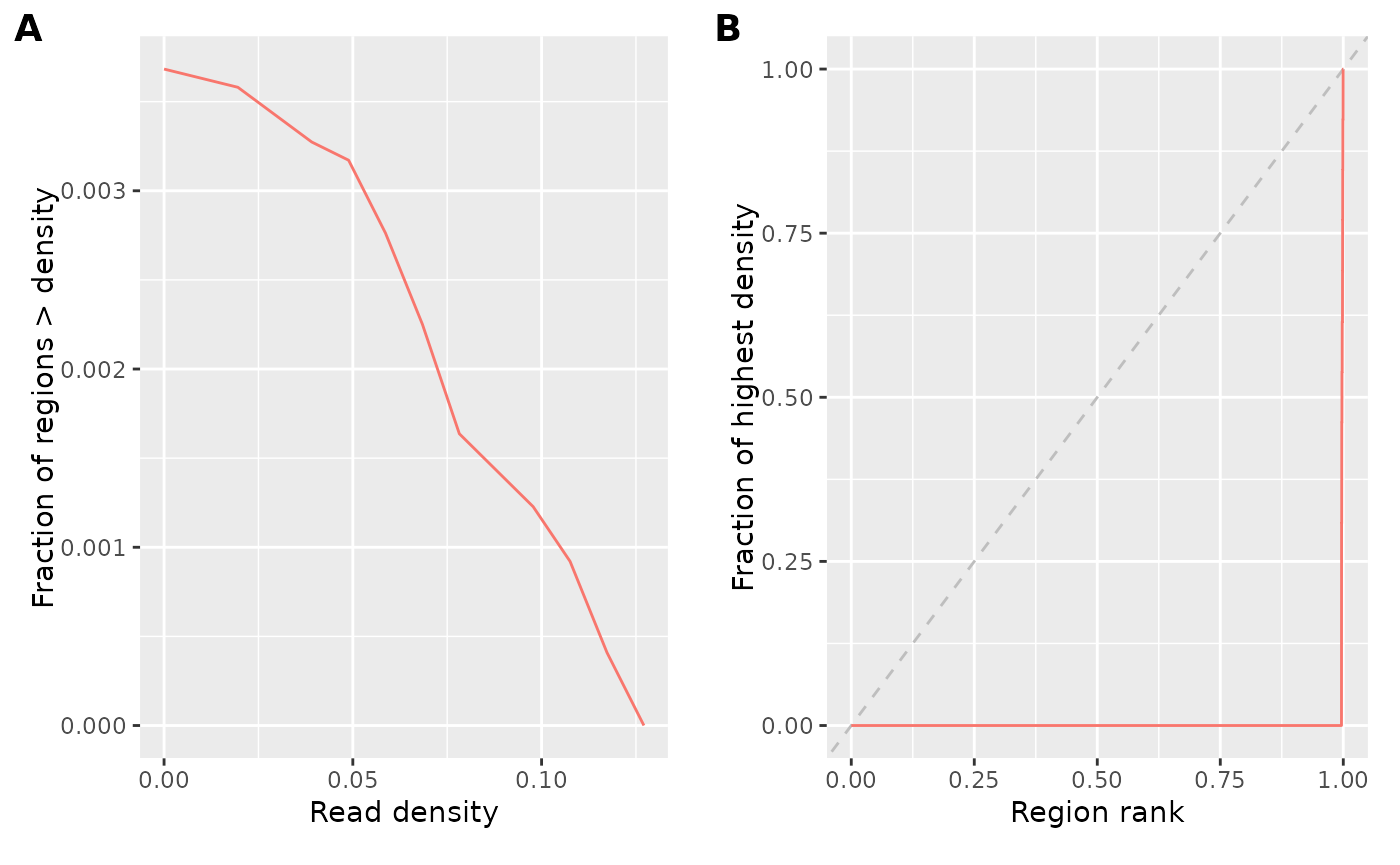 A
Fraction of regions > density
0.003
0.002
0.001
0.000
0.00 0.05 0.10
Read density
B
Fraction of highest density
1.00
0.75
0.50
0.25
0.00
0.00 0.25 0.50 0.75 1.00
Region rank